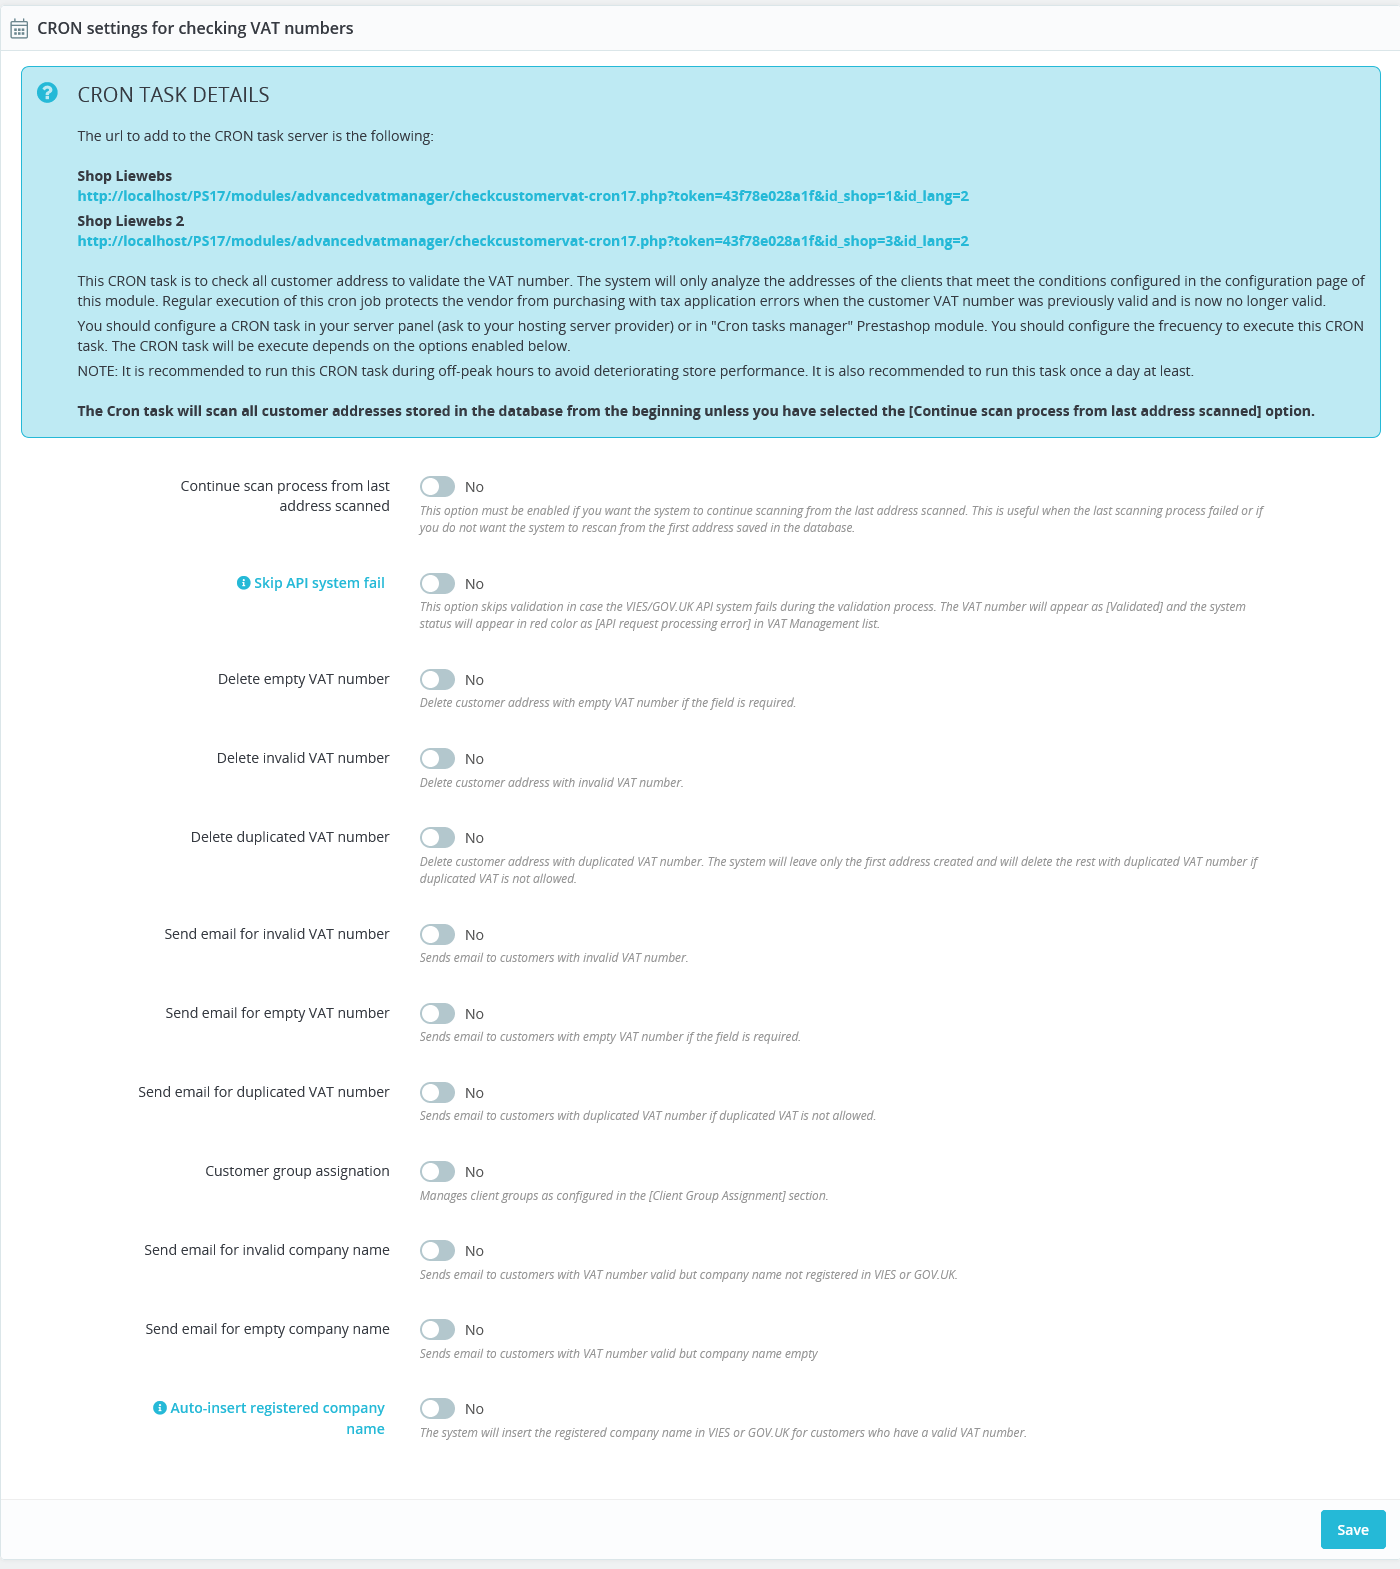 CRON settings for checking VAT numbers
CRON TASK DETAILS
The url to add to the CRON task server is the following:
Shop Liewebs
http://localhost/PS17/modules/advancedvatmanager/checkcustomervat-cron17.php?token=43f78e028a1f&id_shop=1&id_lang=2
Shop Liewebs 2
http://localhost/PS17/modules/advancedvatmanager/checkcustomervat-cron17.php?token=43f78e028a1f&id_shop=3&id_lang=2
This CRON task is to check all customer address to validate the VAT number. The system will only analyze the addresses of the clients that meet the conditions configured in the configuration page of
this module. Regular execution of this cron job protects the vendor from purchasing with tax application errors when the customer VAT number was previously valid and is now no longer valid.
You should configure a CRON task in your server panel (ask to your hosting server provider) or in "Cron tasks manager" Prestashop module. You should configure the frecuency to execute this CRON
task. The CRON task will be execute depends on the options enabled below.
NOTE: It is recommended to run this CRON task during off-peak hours to avoid deteriorating store performance. It is also recommended to run this task once a day at least.
The Cron task will scan all customer addresses stored in the database from the beginning unless you have selected the [Continue scan process from last address scanned] option.
Continue scan process from last
address scanned
No
This option must be enabled if you want the system to continue scanning from the last address scanned. This is useful when the last scanning process failed or if
you do not want the system to rescan from the first address saved in the database.
Skip API system fail
No
This option skips validation in case the VIES/GOV.UK API system fails during the validation process. The VAT number will appear as [Validated] and the system
status will appear in red color as [API request processing error] in VAT Management list.
Delete empty VAT number
No
Delete customer address with empty VAT number if the field is required.
Delete invalid VAT number
No
Delete customer address with invalid VAT number.
Delete duplicated VAT number
No
Delete customer address with duplicated VAT number. The system will leave only the first address created and will delete the rest with duplicated VAT number if
duplicated VAT is not allowed.
Send email for invalid VAT number
No
Sends email to customers with invalid VAT number.
Send email for empty VAT number
No
Sends email to customers with empty VAT number if the field is required.
Send email for duplicated VAT number
No
Sends email to customers with duplicated VAT number if duplicated VAT is not allowed.
Customer group assignation
No
Manages client groups as configured in the [Client Group Assignment] section.
Send email for invalid company name
No
Sends email to customers with VAT number valid but company name not registered in VIES or GOV.UK.
Send email for empty company name
No
Sends email to customers with VAT number valid but company name empty
Auto-insert registered company
name
No
The system will insert the registered company name in VIES or GOV.UK for customers who have a valid VAT number.
Save